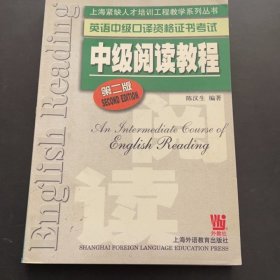 上海紧缺人才培训工程教学系列丛书
英语中级口译资格证书考试
中级阅读教程
第二版
SECOND EDITION
陈汉生 编著
An Intermediate Course of
English Reading
English Reading
阅
读
外教社
上海外语教育出版社
SHANGHAI FOREIGN LANGUAGE EDUCATION PRESS